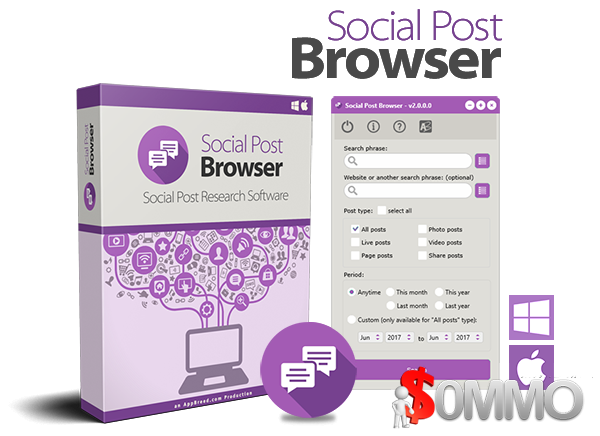 Social Post
Browser
Social Post
Browser
Social Post
Browser
Social Post Research Software
an AppBreed.com Production
Social Post Browser - v2.0.0.0
Search phrase:
Website or another search phrase: (optional)
Post type:
select all
All posts
Photo posts
Live posts
Video posts
Page posts
Share posts
Period:
Anytime
This month
This year
Last month
Last year
Custom (only available for "All posts" type):
Jun 2017 to Jun 2017
$0MMO